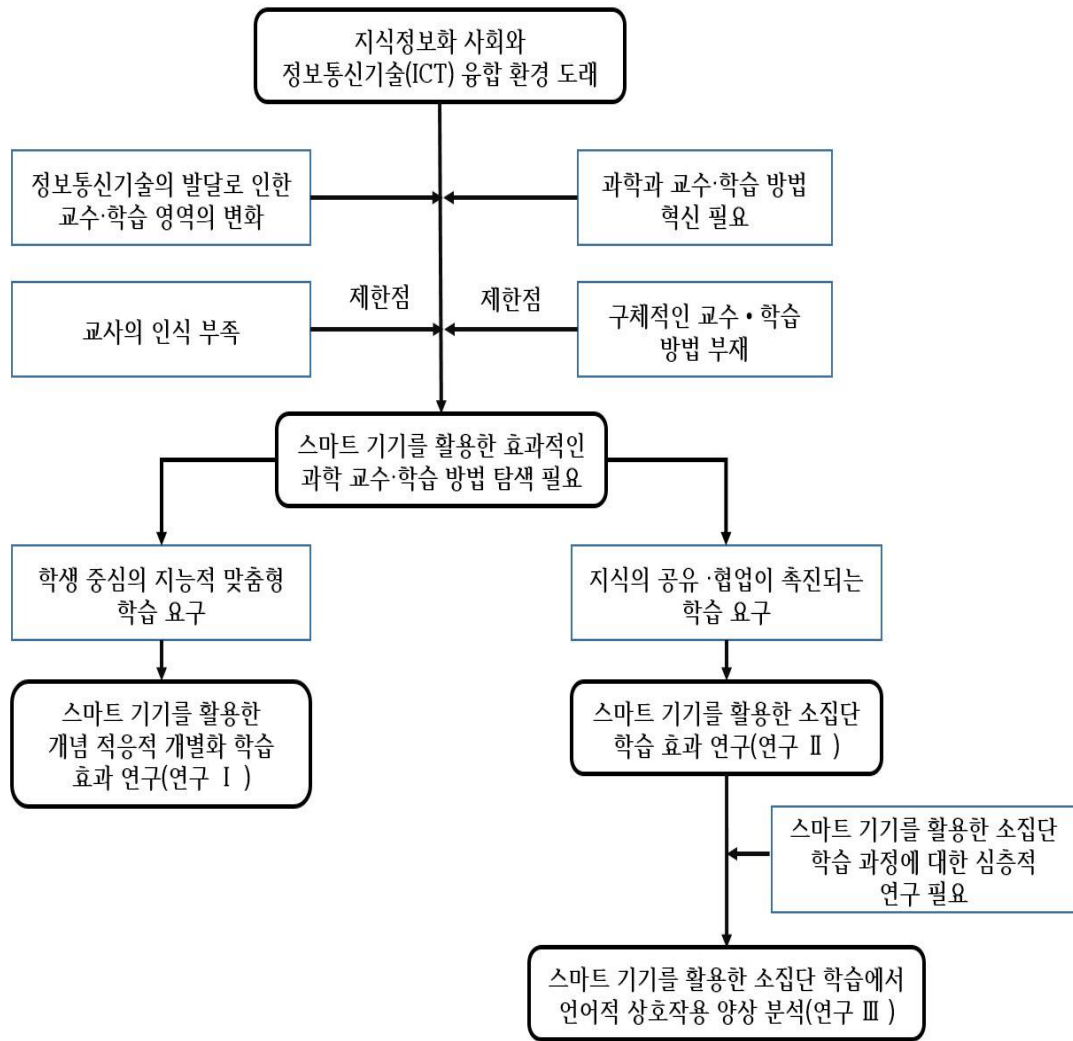 지식정보화 사회와
정보통신기술(ICT) 융합 환경 도래
정보통신기술의 발달로 인한
교수·학습 영역의 변화
과학과 교수·학습 방법
혁신 필요
제한점
제한점
교사의 인식 부족
구체적인 교수 • 학습
방법 부재
스마트 기기를 활용한 효과적인
과학 교수·학습 방법 탐색 필요
학생 중심의 지능적 맞춤형
학습 요구
지식의 공유 ·협업이 촉진되는
학습 요구
스마트 기기를 활용한
개념 적응적 개별화 학습
효과 연구(연구 Ⅰ )
스마트 기기를 활용한 소집단
학습 효과 연구(연구 Ⅱ )
스마트 기기를 활용한 소집단
학습 과정에 대한 심층적
연구 필요
스마트 기기를 활용한 소집단 학습에서
언어적 상호작용 양상 분석(연구 Ⅲ )